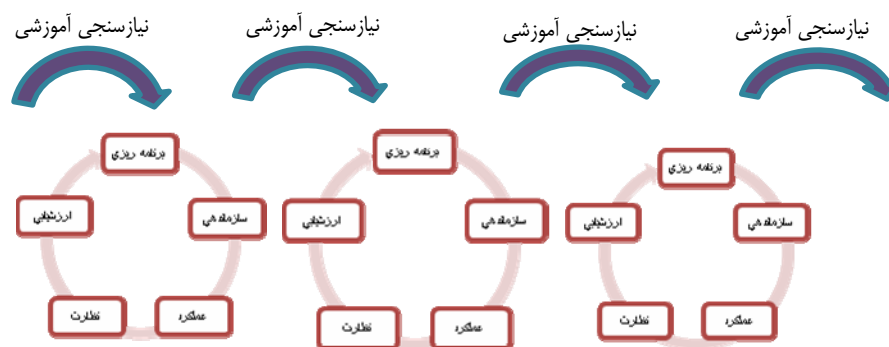 نیازسنجی آموزشی
نیازسنجی آموزشی
نیازسنجی آموزشی
نیازسنجی آموزشی
برنامه ریزی
سازماندهی
عملکرد
نظارت
ارزشیابی
برنامه ریزی
سازماندهی
عملکرد
نظارت
ارزشیابی
برنامه ریزی
سازماندهی
عملکرد
نظارت
ارزشیابی